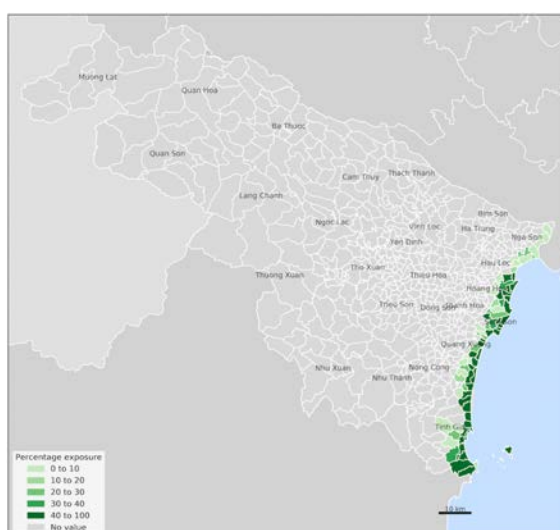 Muong Lat
Quan Hoa
Ba Thuoc
Quan Son
Cam Thuy
Thach Thanh
Lang Chanh
Bim Son
Ngoc Lac
Vinh Loc
Ha Trung
Nga Son
Yen Dinh
Hau Loc
Thuong Xuan
Tho Xuan
Thieu Hoa
Hoang Hoa
Trieu Son
Dong Son
Thanh Hoa
Quang Xuong
Nhu Xuan
Nhu Thanh
Nong Cong
Tinh Gia
Percentage exposure
0 to 10
10 to 20
20 to 30
30 to 40
40 to 100
No value
10 km